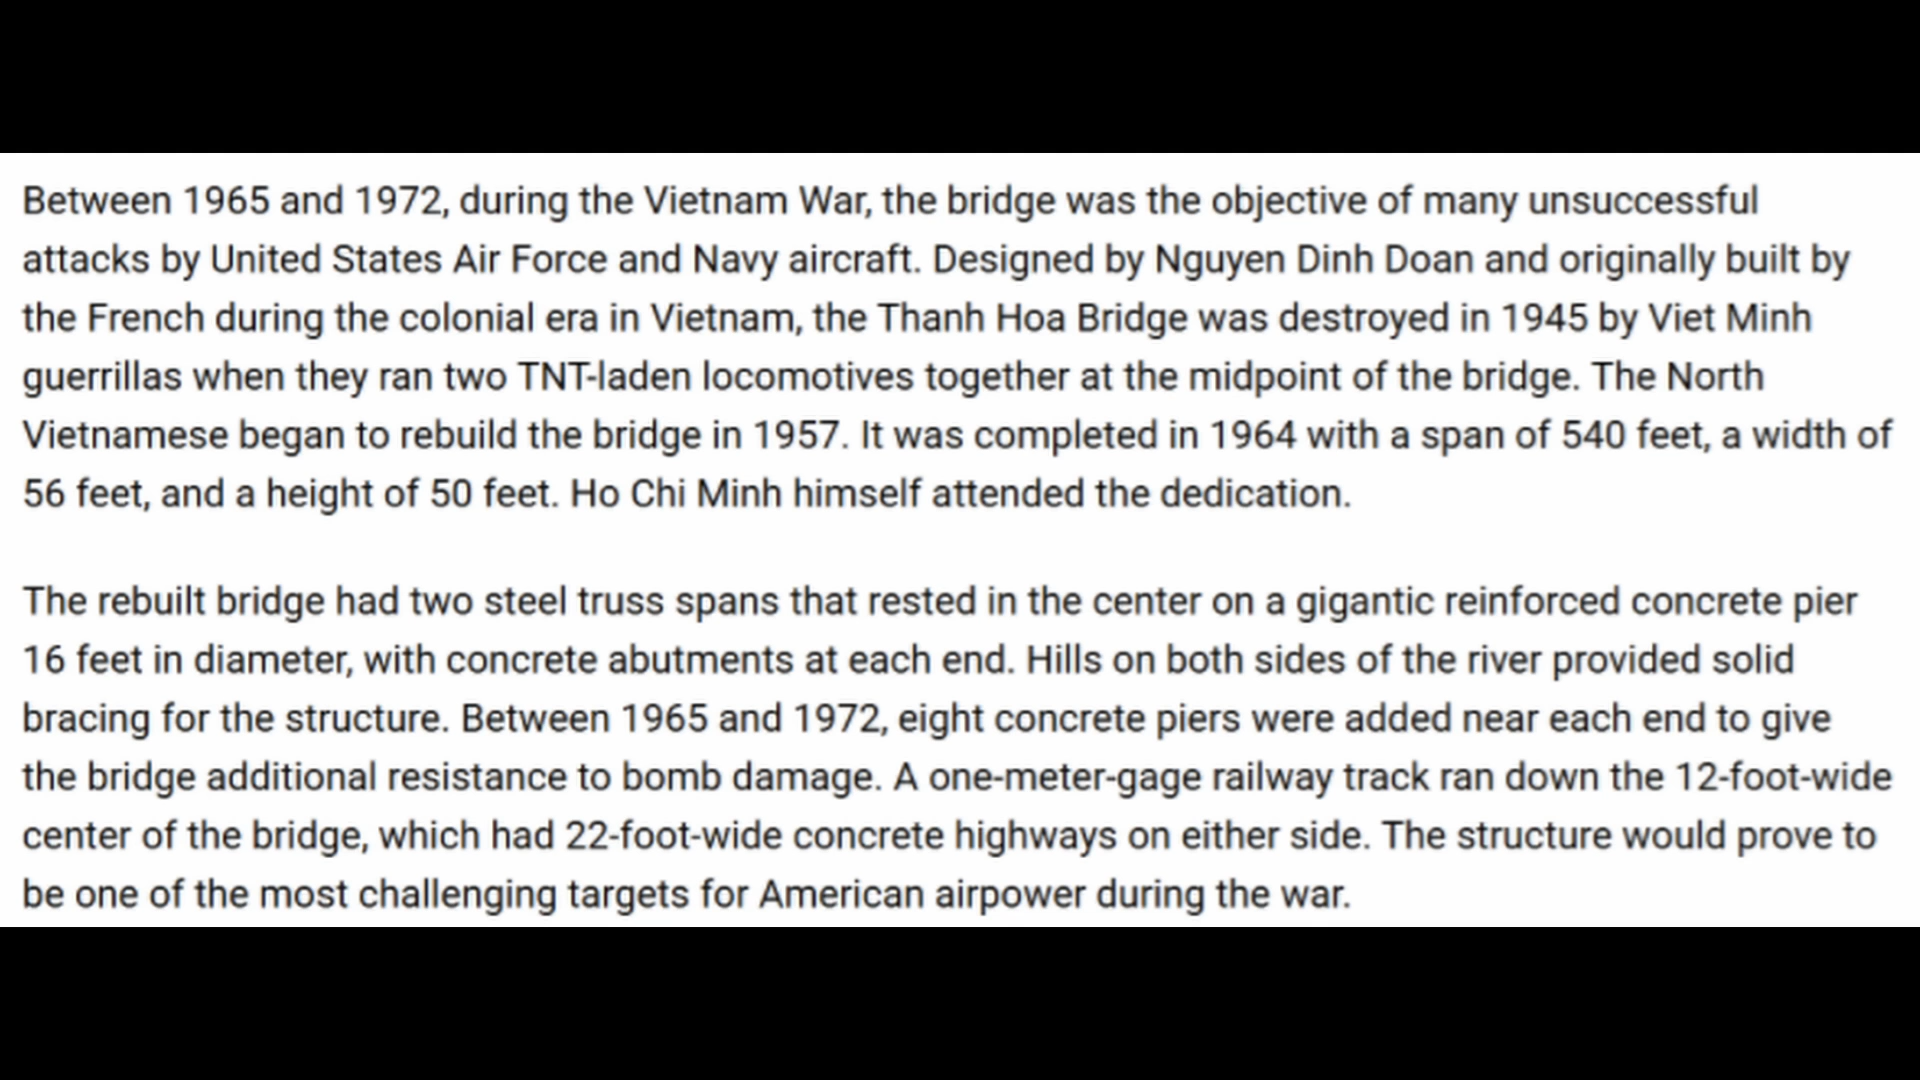 Between 1965 and 1972, during the Vietnam War, the bridge was the objective of many unsuccessful
attacks by United States Air Force and Navy aircraft. Designed by Nguyen Dinh Doan and originally built by
the French during the colonial era in Vietnam, the Thanh Hoa Bridge was destroyed in 1945 by Viet Minh
guerrillas when they ran two TNT-laden locomotives together at the midpoint of the bridge. The North
Vietnamese began to rebuild the bridge in 1957. It was completed in 1964 with a span of 540 feet, a width of
56 feet, and a height of 50 feet. Ho Chi Minh himself attended the dedication.
The rebuilt bridge had two steel truss spans that rested in the center on a gigantic reinforced concrete pier
16 feet in diameter, with concrete abutments at each end. Hills on both sides of the river provided solid
bracing for the structure. Between 1965 and 1972, eight concrete piers were added near each end to give
the bridge additional resistance to bomb damage. A one-meter-gage railway track ran down the 12-foot-wide
center of the bridge, which had 22-foot-wide concrete highways on either side. The structure would prove to
be one of the most challenging targets for American airpower during the war.